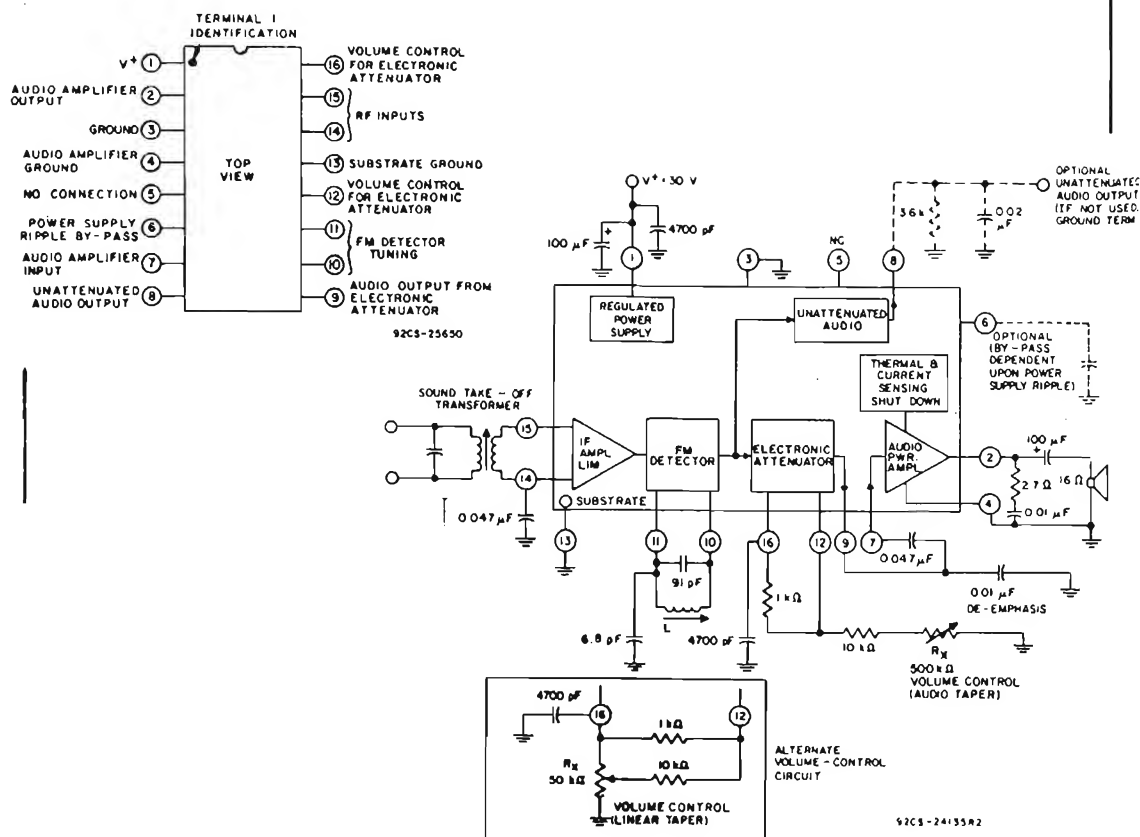 TERMINAL I
IDENTIFICATION
V+ 1
AUDIO AMPLIFIER
OUTPUT 2
GROUND 3
AUDIO AMPLIFIER
GROUND 4
NO CONNECTION 5
POWER SUPPLY
RIPPLE BY-PASS 6
AUDIO AMPLIFIER
INPUT 7
UNATTENUATED
AUDIO OUTPUT 8
TOP
VIEW
16 VOLUME CONTROL
FOR ELECTRONIC
ATTENUATOR
15
14
RF INPUTS
13 SUBSTRATE GROUND
12 VOLUME CONTROL
FOR ELECTRONIC
ATTENUATOR
11
10
FM DETECTOR
TUNING
9 AUDIO OUTPUT FROM
ELECTRONIC
ATTENUATOR
92CS-25650
V+ = 30 V
100 µF
+
4700 pF
1
3
NC
5
8
3.6 k
0.02
µF
OPTIONAL
UNATTENUATED
AUDIO OUTPUT
(IF NOT USED,
GROUND TERM
REGULATED
POWER
SUPPLY
UNATTENUATED
AUDIO
6
OPTIONAL
(BY-PASS
DEPENDENT
UPON POWER
SUPPLY RIPPLE)
THERMAL &
CURRENT
SENSING
SHUT DOWN
SOUND TAKE-OFF
TRANSFORMER
15
14
0.047 µF
IF
AMPL
LIM
FM
DETECTOR
ELECTRONIC
ATTENUATOR
AUDIO
PWR.
AMPL
2
100 µF
+
2.7 Ω
16 Ω
4
0.01 µF
SUBSTRATE
13
11
10
16
12
9
7
0.047 µF
91 pF
L
6.8 pF
4700 pF
1 kΩ
0.01 µF
DE-EMPHASIS
10 kΩ
RX
500 kΩ
VOLUME CONTROL
(AUDIO TAPER)
4700 pF
16
12
1 kΩ
RX
50 kΩ
10 kΩ
VOLUME CONTROL
(LINEAR TAPER)
ALTERNATE
VOLUME-CONTROL
CIRCUIT
92CS-24135R2